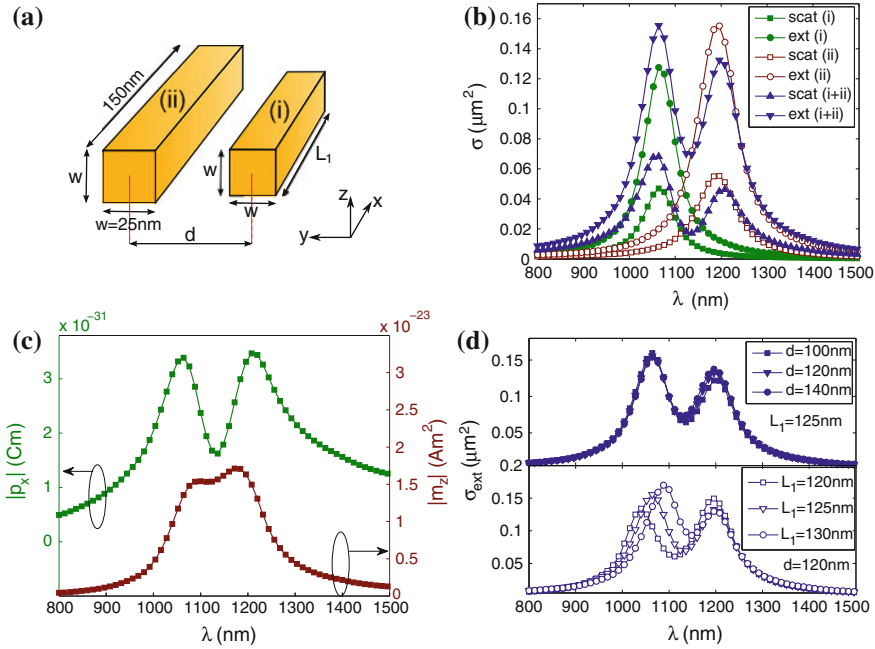 (a)
150nm
(ii)
(i)
L1
w
w
w=25nm
w
d
z
x
y
(b)
σ (μm²)
0.16
0.14
0.12
0.1
0.08
0.06
0.04
0.02
0
scat (i)
ext (i)
scat (ii)
ext (ii)
scat (i+ii)
ext (i+ii)
800 900 1000 1100 1200 1300 1400 1500
λ (nm)
(c)
x 10⁻³¹
x 10⁻²³
|pₓ| (Cm)
3
2
1
0
|m_z| (Am²)
3
2.5
2
1.5
1
0.5
0
800 900 1000 1100 1200 1300 1400 1500
λ (nm)
(d)
σext (μm²)
0.15
0.1
0.05
d=100nm
d=120nm
d=140nm
L1=125nm
0.2
0.15
0.1
0.05
L1=120nm
L1=125nm
L1=130nm
d=120nm
800 900 1000 1100 1200 1300 1400 1500
λ (nm)